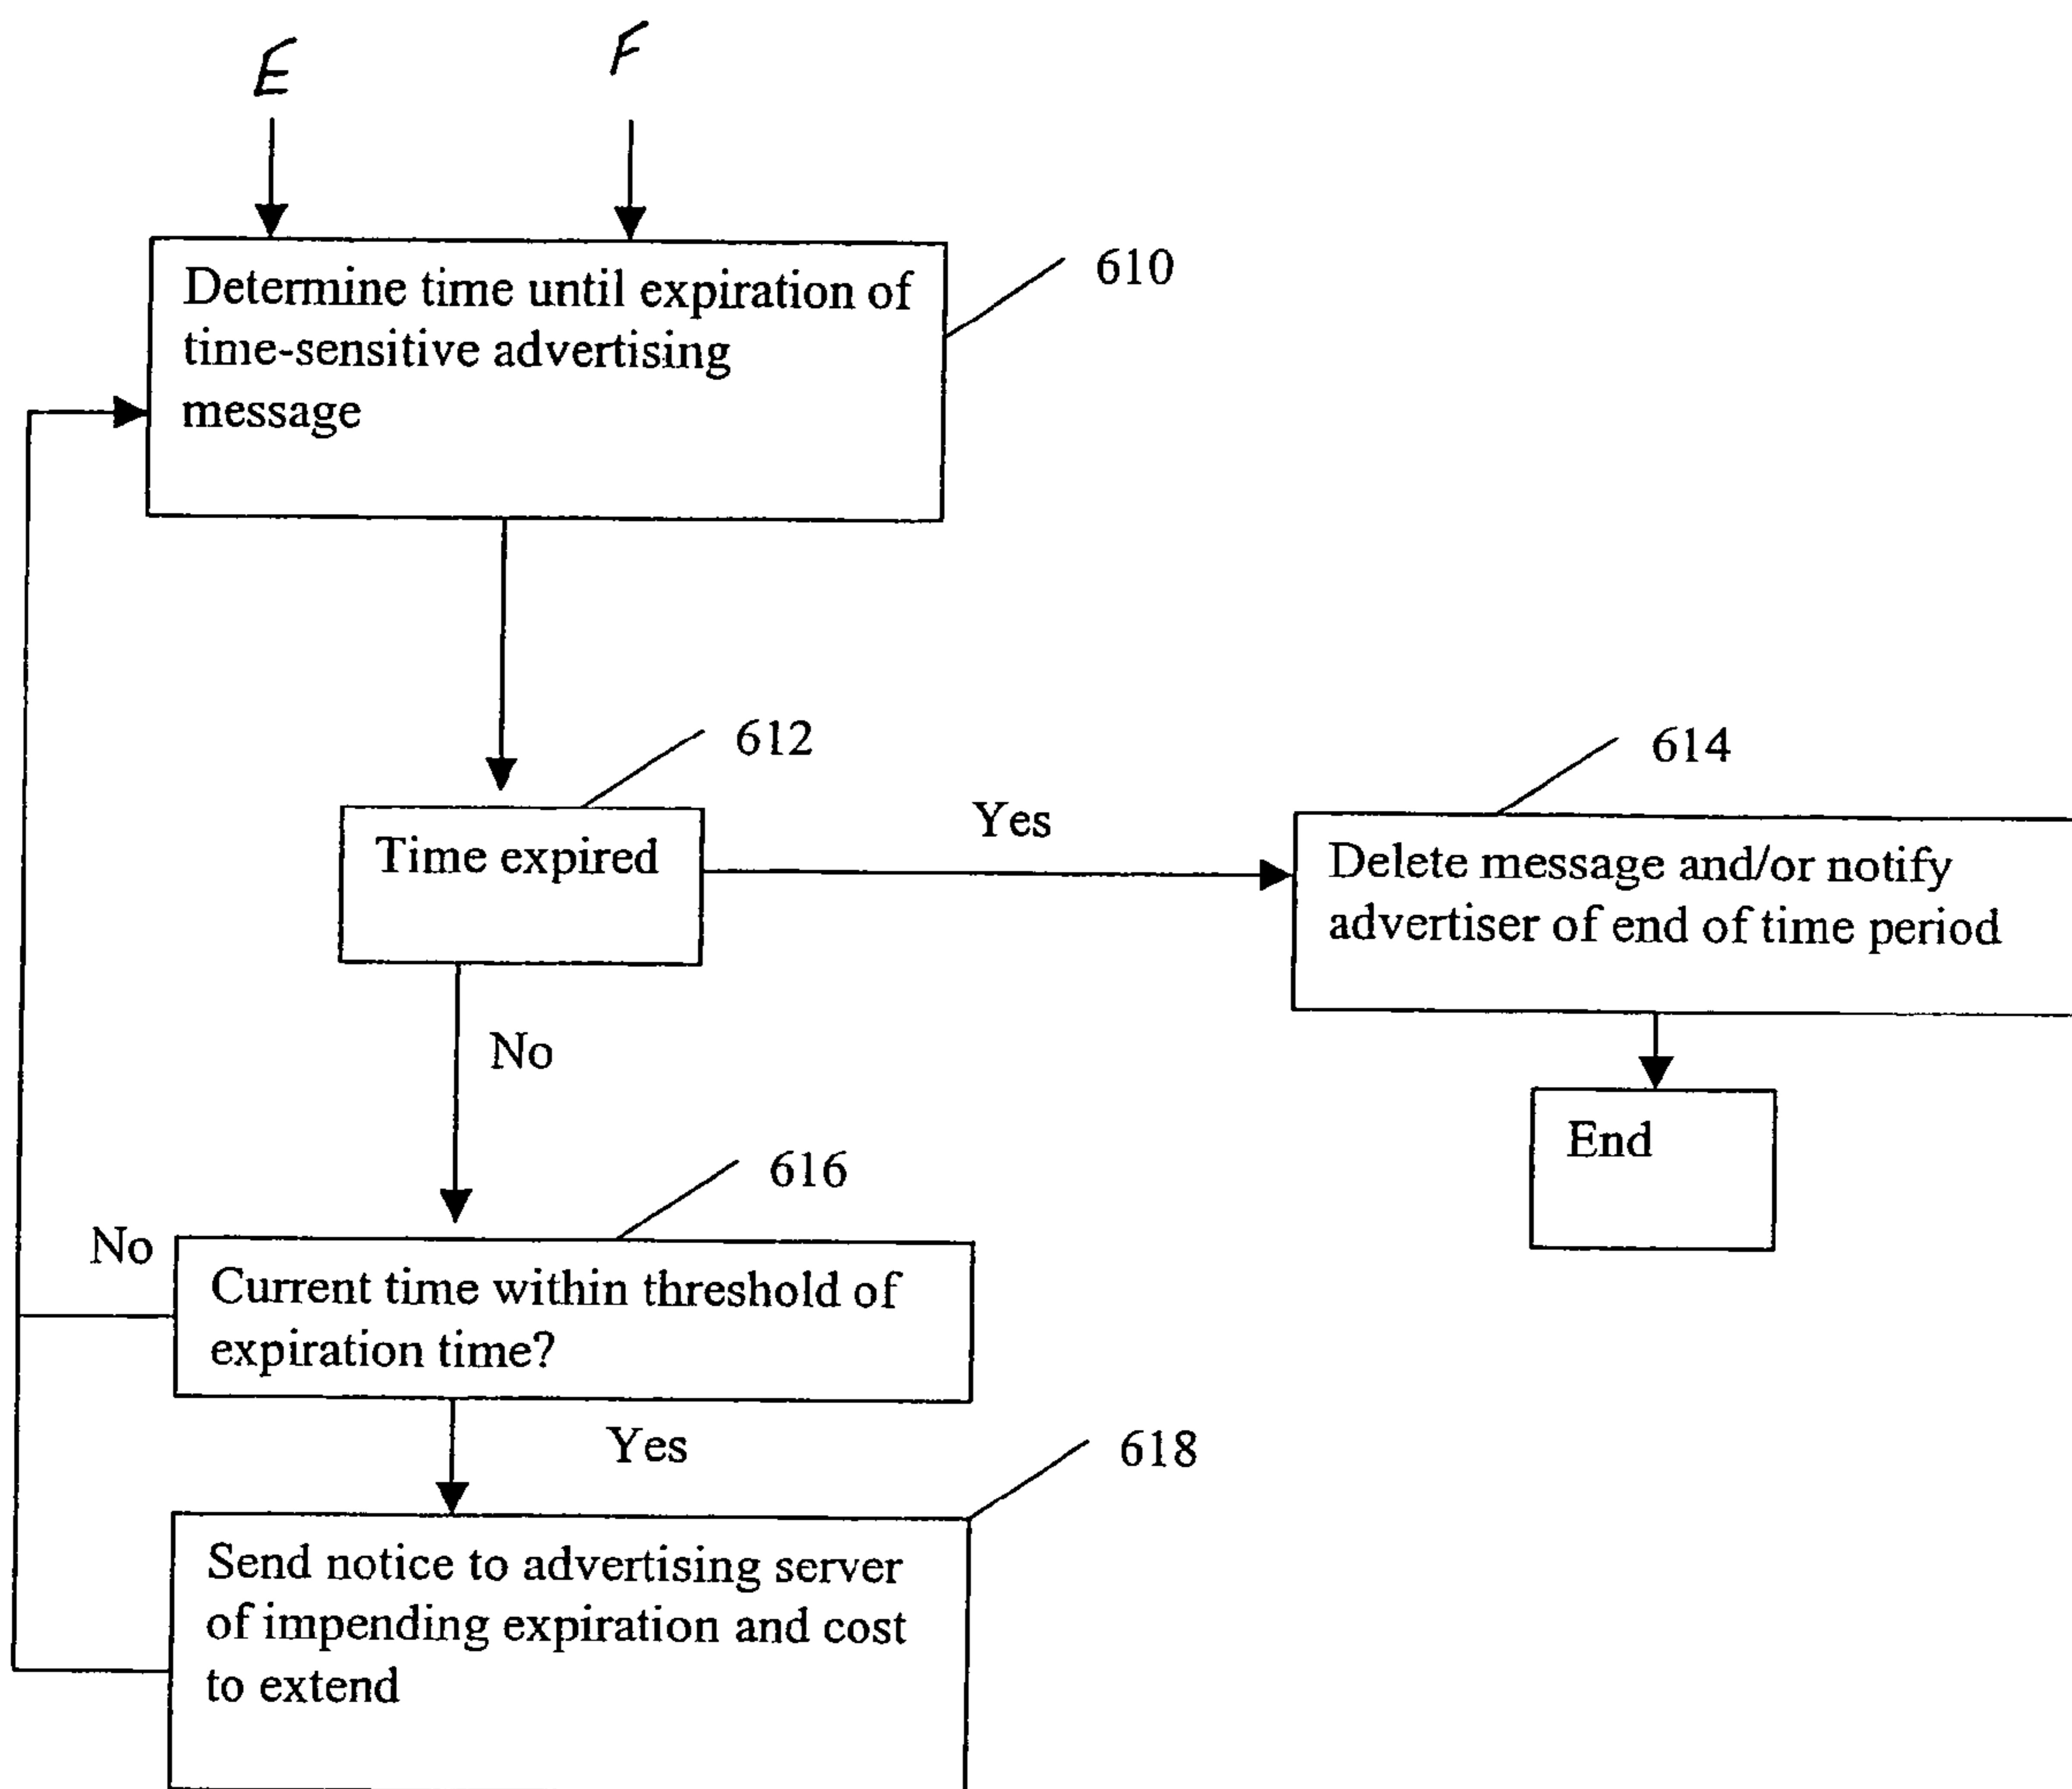 E
F
Determine time until expiration of
time-sensitive advertising
message
610
612
Time expired
Yes
614
Delete message and/or notify
advertiser of end of time period
No
End
616
No
Current time within threshold of
expiration time?
Yes
618
Send notice to advertising server
of impending expiration and cost
to extend